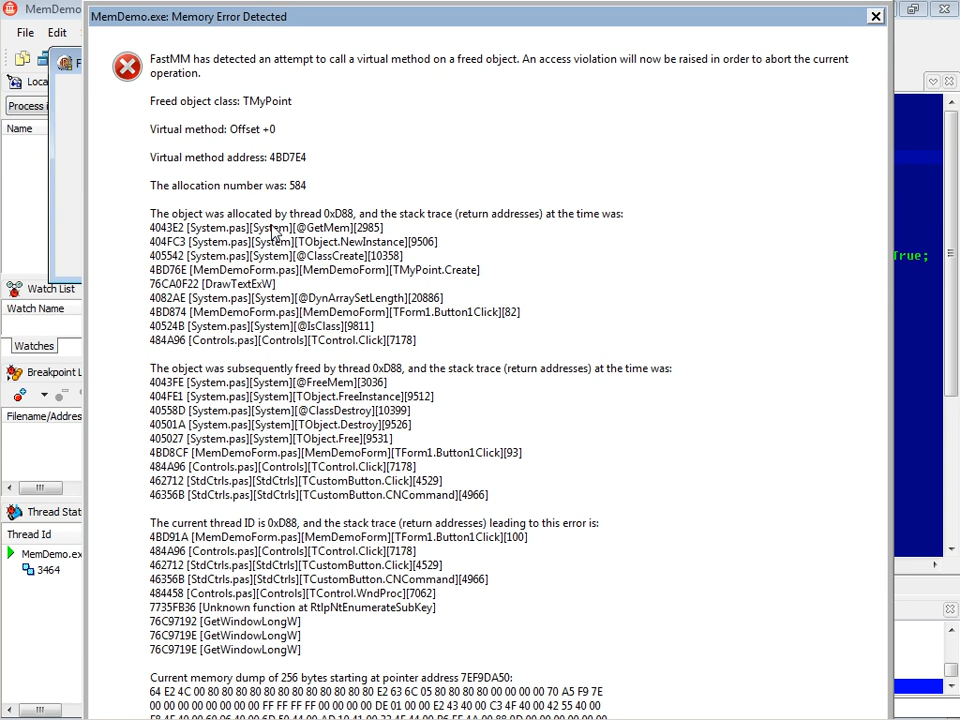 MemDemo
MemDemo.exe: Memory Error Detected
File Edit
FastMM has detected an attempt to call a virtual method on a freed object. An access violation will now be raised in order to abort the current
operation.
Freed object class: TMyPoint
Virtual method: Offset +0
Virtual method address: 4BD7E4
The allocation number was: 584
The object was allocated by thread 0xD88, and the stack trace (return addresses) at the time was:
4043E2 [System.pas][System][@GetMem][2985]
404FC3 [System.pas][System][TObject.NewInstance][9506]
405542 [System.pas][System][@ClassCreate][10358]
4BD76E [MemDemoForm.pas][MemDemoForm][TMyPoint.Create]
76CA0F22 [DrawTextExW]
4082AE [System.pas][System][@DynArraySetLength][20886]
4BD874 [MemDemoForm.pas][MemDemoForm][TForm1.Button1Click][82]
40524B [System.pas][System][@IsClass][9811]
484A96 [Controls.pas][Controls][TControl.Click][7178]
The object was subsequently freed by thread 0xD88, and the stack trace (return addresses) at the time was:
4043FE [System.pas][System][@FreeMem][3036]
404FE1 [System.pas][System][TObject.FreeInstance][9512]
40558D [System.pas][System][@ClassDestroy][10399]
40501A [System.pas][System][TObject.Destroy][9526]
405027 [System.pas][System][TObject.Free][9531]
4BD8CF [MemDemoForm.pas][MemDemoForm][TForm1.Button1Click][93]
484A96 [Controls.pas][Controls][TControl.Click][7178]
462712 [StdCtrls.pas][StdCtrls][TCustomButton.Click][4529]
46356B [StdCtrls.pas][StdCtrls][TCustomButton.CNCommand][4966]
The current thread ID is 0xD88, and the stack trace (return addresses) leading to this error is:
4BD91A [MemDemoForm.pas][MemDemoForm][TForm1.Button1Click][100]
484A96 [Controls.pas][Controls][TControl.Click][7178]
462712 [StdCtrls.pas][StdCtrls][TCustomButton.Click][4529]
46356B [StdCtrls.pas][StdCtrls][TCustomButton.CNCommand][4966]
484458 [Controls.pas][Controls][TControl.WndProc][7062]
7735FB36 [Unknown function at RtlpNtEnumerateSubKey]
76C97192 [GetWindowLongW]
76C9719E [GetWindowLongW]
76C9719E [GetWindowLongW]
Current memory dump of 256 bytes starting at pointer address 7EF9DA50:
64 E2 4C 00 80 80 80 80 80 80 80 80 80 80 80 80 E2 63 6C 05 80 80 80 80 00 00 00 00 70 A5 F9 7E
00 00 00 00 00 00 00 00 FF FF FF FF 00 00 00 00 DE 01 00 00 E2 43 40 00 C3 4F 40 00 42 55 40 00
Loca
Process i
Name
True;
Watch List
Watch Name
Watches
Breakpoint L
Filename/Addres
Thread Stat
Thread Id
MemDemo.ex
3464